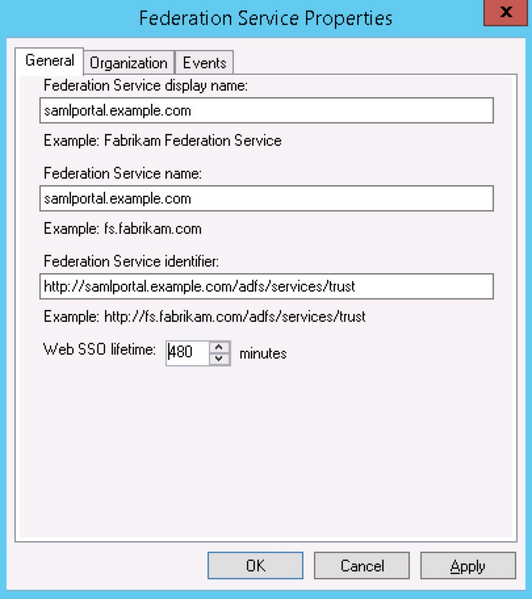 Federation Service Properties
x
General Organization Events
Federation Service display name:
samlportal.example.com
Example: Fabrikam Federation Service
Federation Service name:
samlportal.example.com
Example: fs.fabrikam.com
Federation Service identifier:
http://samlportal.example.com/adfs/services/trust
Example: http://fs.fabrikam.com/adfs/services/trust
Web SSO lifetime: 480 minutes
OK Cancel Apply